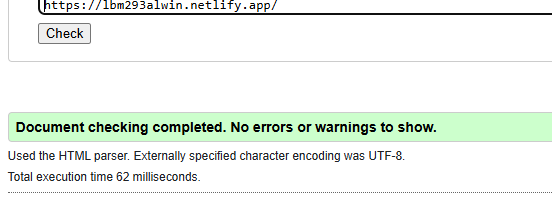 https://lbm293alwin.netlify.app/
Check
Document checking completed. No errors or warnings to show.
Used the HTML parser. Externally specified character encoding was UTF-8.
Total execution time 62 milliseconds.